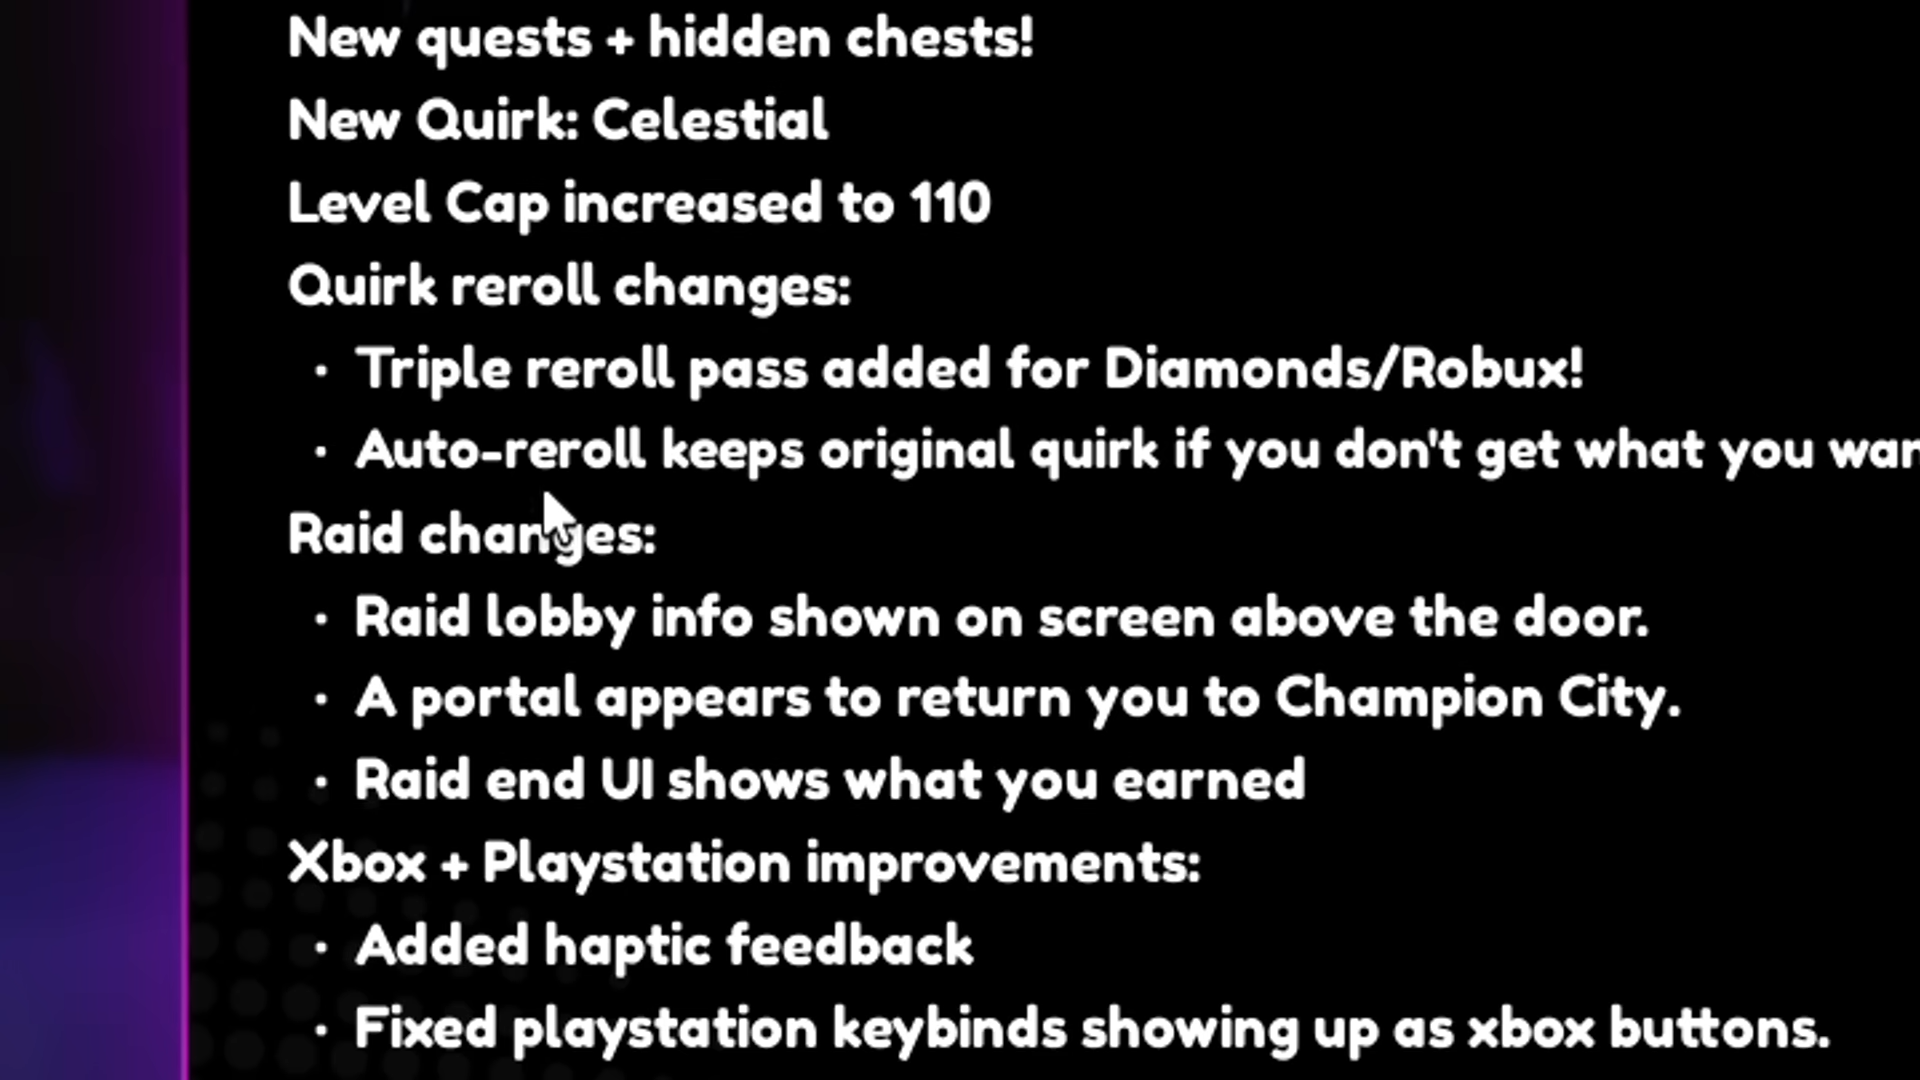 New quests + hidden chests!
New Quirk: Celestial
Level Cap increased to 110
Quirk reroll changes:
• Triple reroll pass added for Diamonds/Robux!
• Auto-reroll keeps original quirk if you don't get what you
Raid changes:
• Raid lobby info shown on screen above the door.
• A portal appears to return you to Champion City.
• Raid end UI shows what you earned
Xbox + Playstation improvements:
• Added haptic feedback
• Fixed playstation keybinds showing up as xbox buttons.